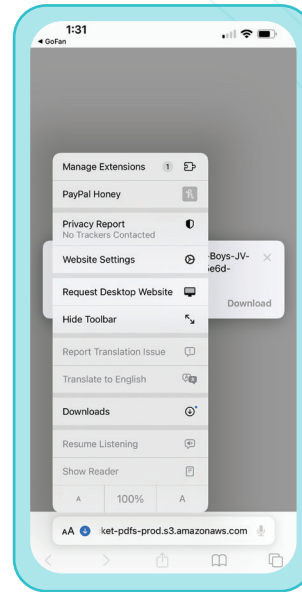 1:31
GoFan
Manage Extensions 1
PayPal Honey
Privacy Report
No Trackers Contacted
Website Settings
-Boys-JV-
Request Desktop Website
Download
Hide Toolbar
Report Translation Issue
Translate to English
Downloads
Resume Listening
Show Reader
A 100% A
AA ket-pdfs-prod.s3.amazonaws.com